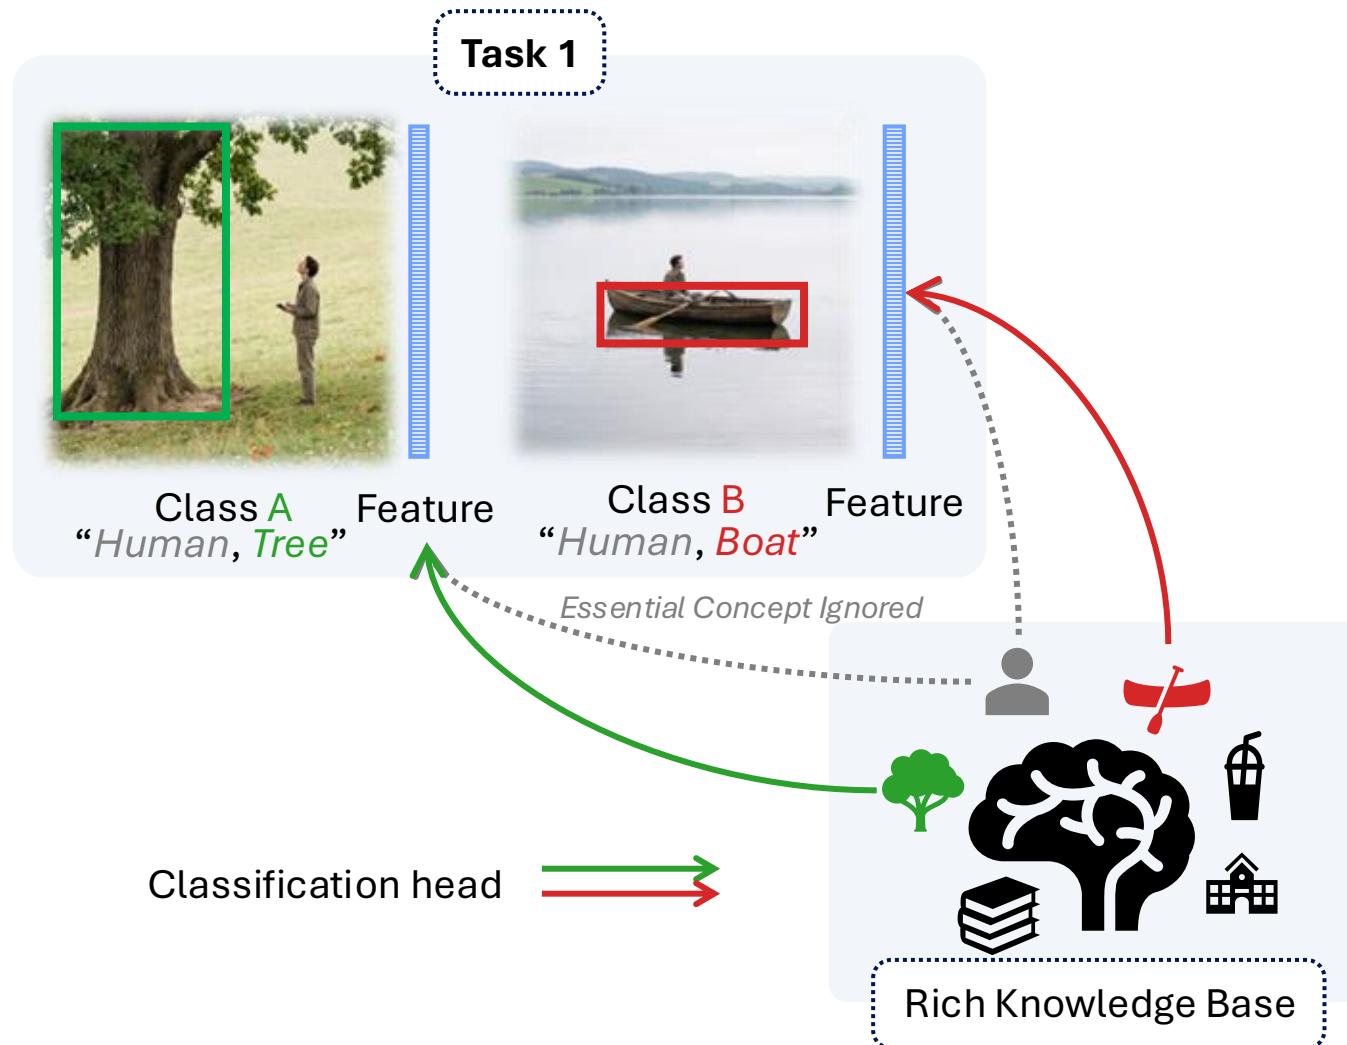 Task 1
Class A
“Human, Tree”
Feature
Class B
“Human, Boat”
Feature
Essential Concept Ignored
Classification head
Rich Knowledge Base